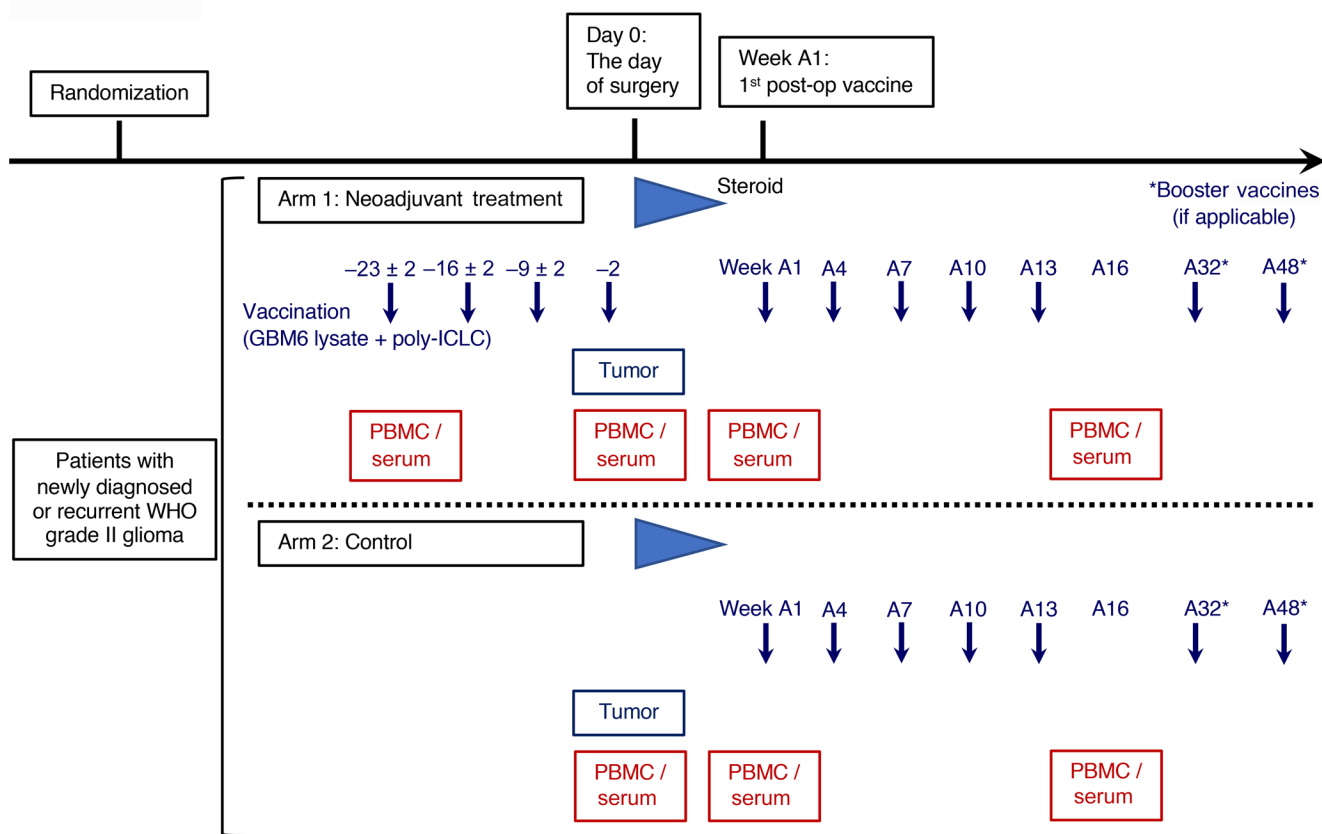 Randomization
Day 0:
The day
of surgery
Week A1:
1st post-op vaccine
Arm 1: Neoadjuvant treatment
Steroid
*Booster vaccines
(if applicable)
–23 ± 2 –16 ± 2 –9 ± 2 –2 Week A1 A4 A7 A10 A13 A16 A32* A48*
Vaccination
(GBM6 lysate + poly-ICLC)
Tumor
PBMC /
serum
PBMC /
serum
PBMC /
serum
PBMC /
serum
Patients with
newly diagnosed
or recurrent WHO
grade II glioma
Arm 2: Control
Week A1 A4 A7 A10 A13 A16 A32* A48*
Tumor
PBMC /
serum
PBMC /
serum
PBMC /
serum